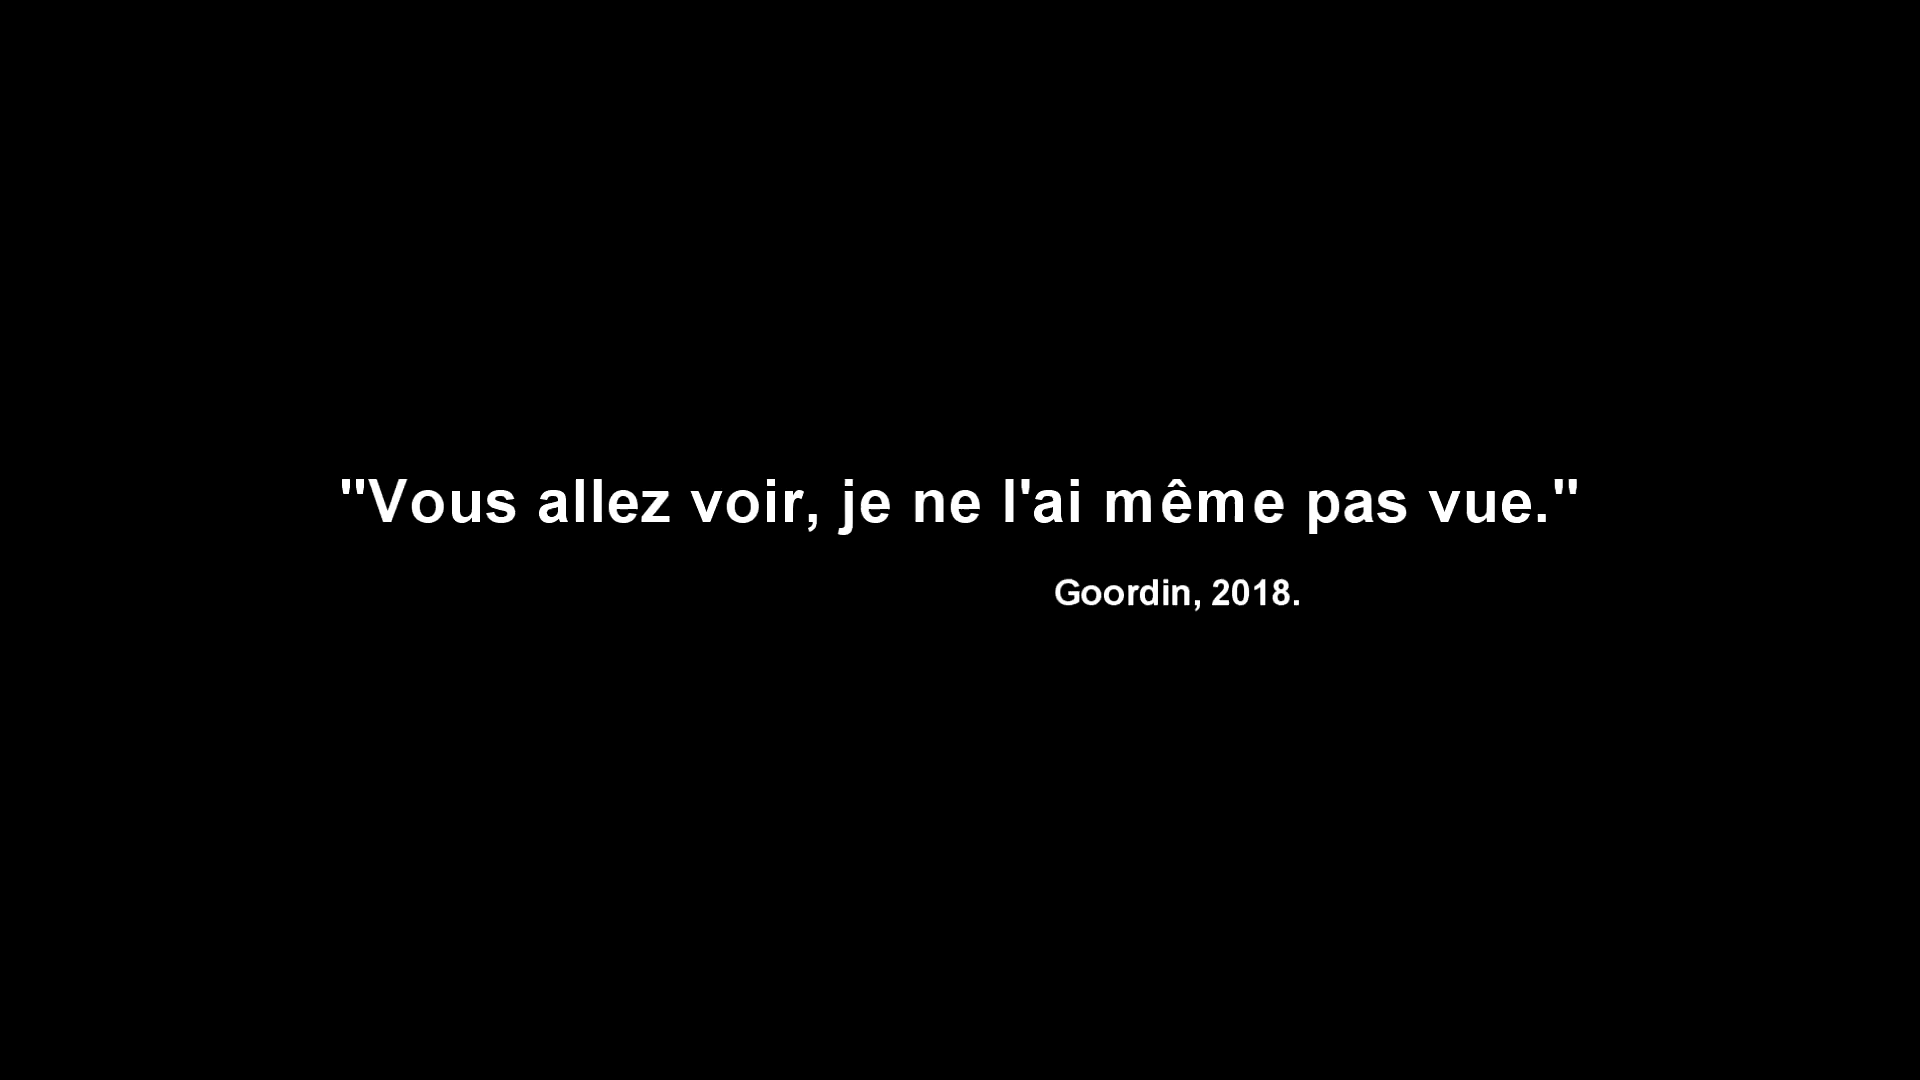 "Vous allez voir, je ne l'ai même pas vue."
Goordin, 2018.